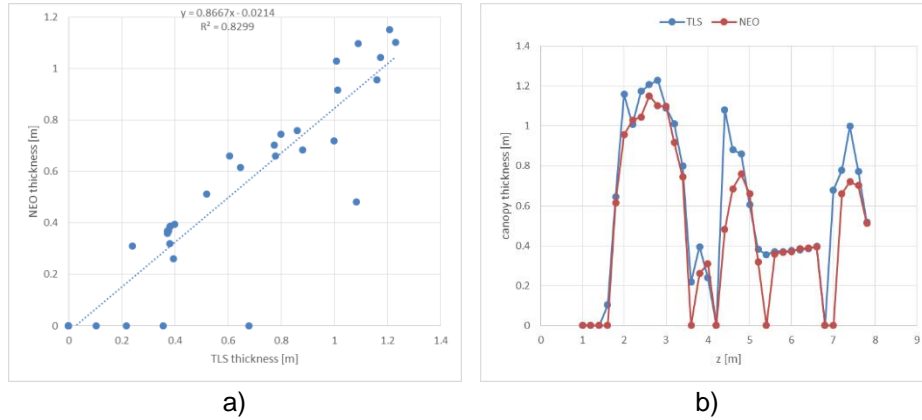 y = 0.8667x - 0.0214
R² = 0.8299
1.2
1
0.8
0.6
0.4
0.2
0
NEO thickness [m]
0 0.2 0.4 0.6 0.8 1 1.2 1.4
TLS thickness [m]
a)
TLS NEO
1.4
1.2
1
0.8
0.6
0.4
0.2
0
canopy thickness [m]
0 1 2 3 4 5 6 7 8 9
z [m]
b)